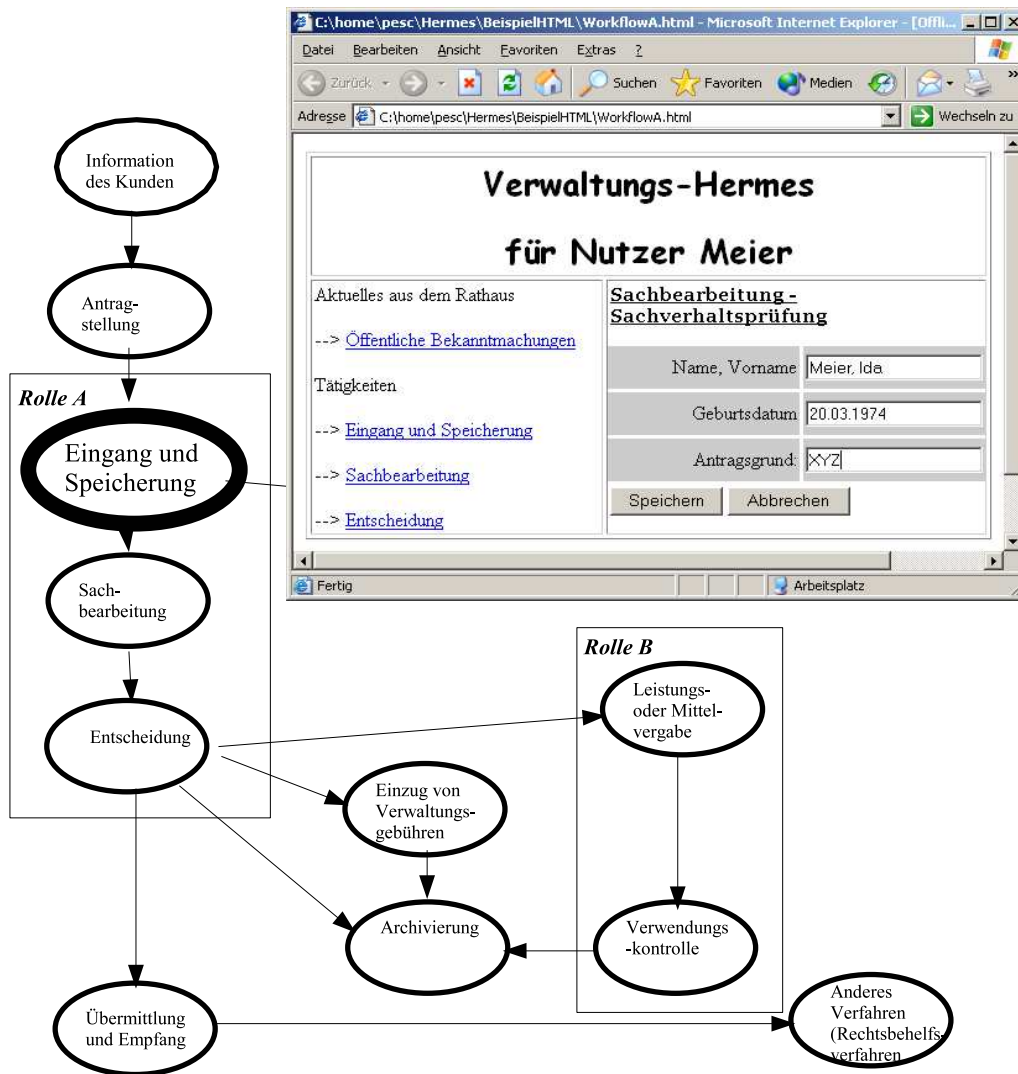 C:\home\pesc\Hermes\BeispielHTML\WorkflowA.html - Microsoft Internet Explorer - [Offli...
Datei Bearbeiten Ansicht Favoriten Extras ?
Zurück Suchen Favoriten Medien »
Adresse C:\home\pesc\Hermes\BeispielHTML\WorkflowA.html Wechseln zu
Verwaltungs-Hermes
für Nutzer Meier
Aktuelles aus dem Rathaus
--> Öffentliche Bekanntmachungen
Tätigkeiten
--> Eingang und Speicherung
--> Sachbearbeitung
--> Entscheidung
Sachbearbeitung -
Sachverhaltsprüfung
Name, Vorname Meier, Ida
Geburtsdatum 20.03.1974
Antragsgrund: XYZ
Speichern Abbrechen
Fertig Arbeitsplatz
Information
des Kunden
Antrag-
stellung
Rolle A
Eingang und
Speicherung
Sach-
bearbeitung
Entscheidung
Rolle B
Leistungs-
oder Mittel-
vergabe
Einzug von
Verwaltungs-
gebühren
Archivierung
Verwendungs
-kontrolle
Übermittlung
und Empfang
Anderes
Verfahren
(Rechtsbehelfs-
verfahren